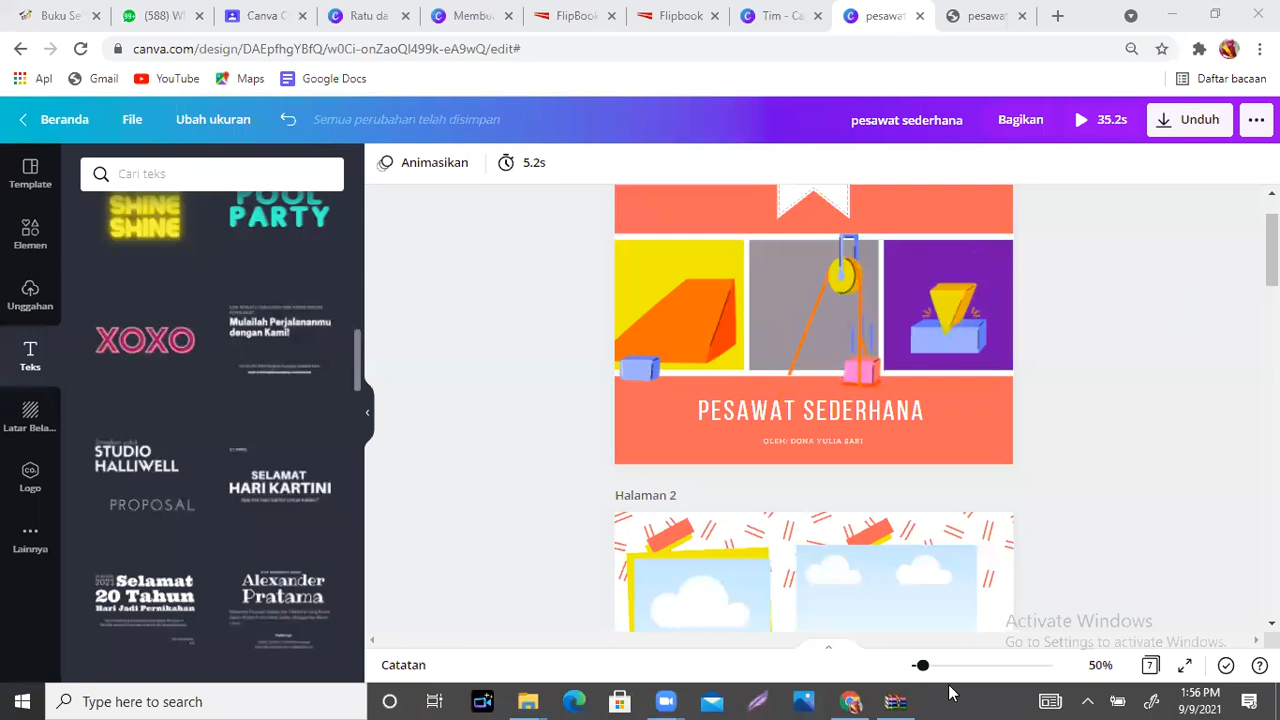 Buku Se
99+
(588) W
Canva C
Ratu da
Membu
FlipBook
Flipbook
Tim - Ca
pesawat
pesawat
canva.com/design/DAEpfhgYBfQ/w0Ci-onZaoQl499k-eA9wQ/edit#
Apl
Gmail
YouTube
Maps
Google Docs
Daftar bacaan
Beranda
File
Ubah ukuran
Semua perubahan telah disimpan
pesawat sederhana
Bagikan
35.2s
Unduh
Template
Elemen
Unggahan
Teks
Latar Bela...
CO.
Logo
Lainnya
Cari teks
SHINE
SHINE
POOL
PARTY
XOXO
Mulailah Perjalananmu
dengan Kami!
STUDIO
HALLIWELL
PROPOSAL
SELAMAT
HARI KARTINI
Selamat
20 Tahun
Hari Jadi Pernikahan
Alexander
Pratama
Animasikan
5.2s
PESAWAT SEDERHANA
OLEH: DONA YULIA SARI
Halaman 2
Activate Windows
Go to Settings to activate Windows.
Catatan
50%
7
Type here to search
1:56 PM
9/9/2021